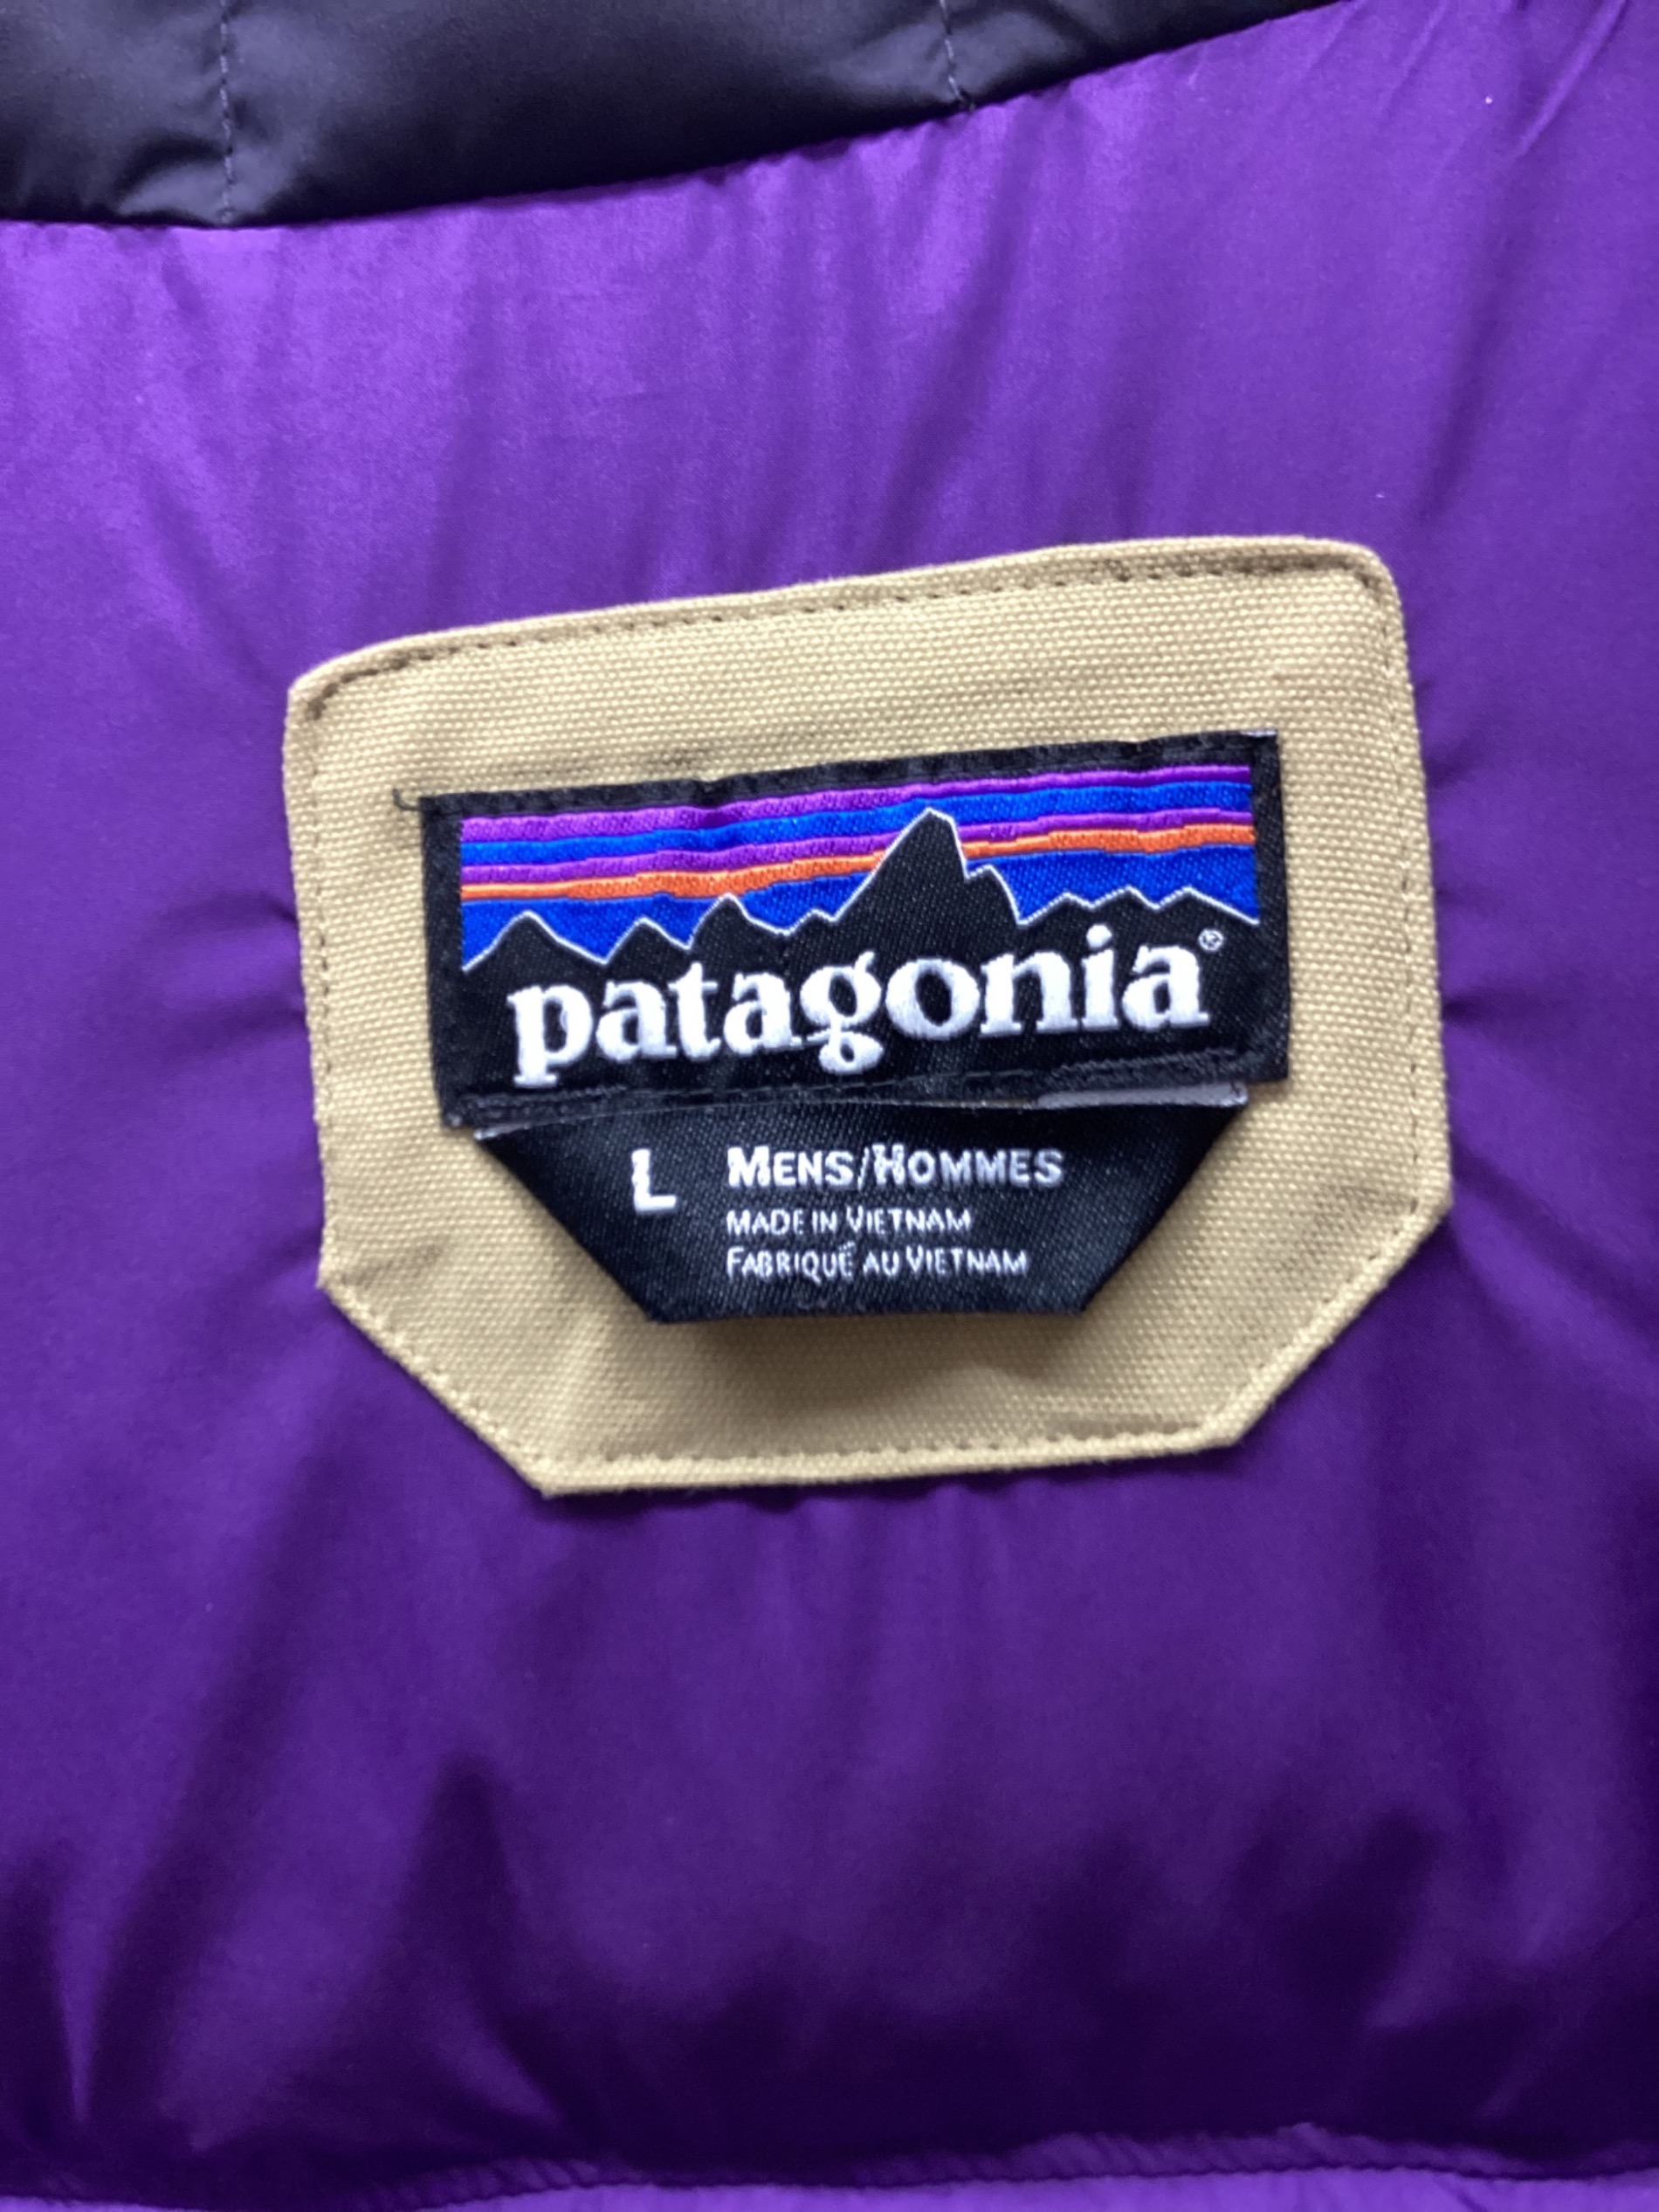 patagonia®
L MENS/HOMMES
MADE IN VIETNAM
FABRIQUÉ AU VIETNAM